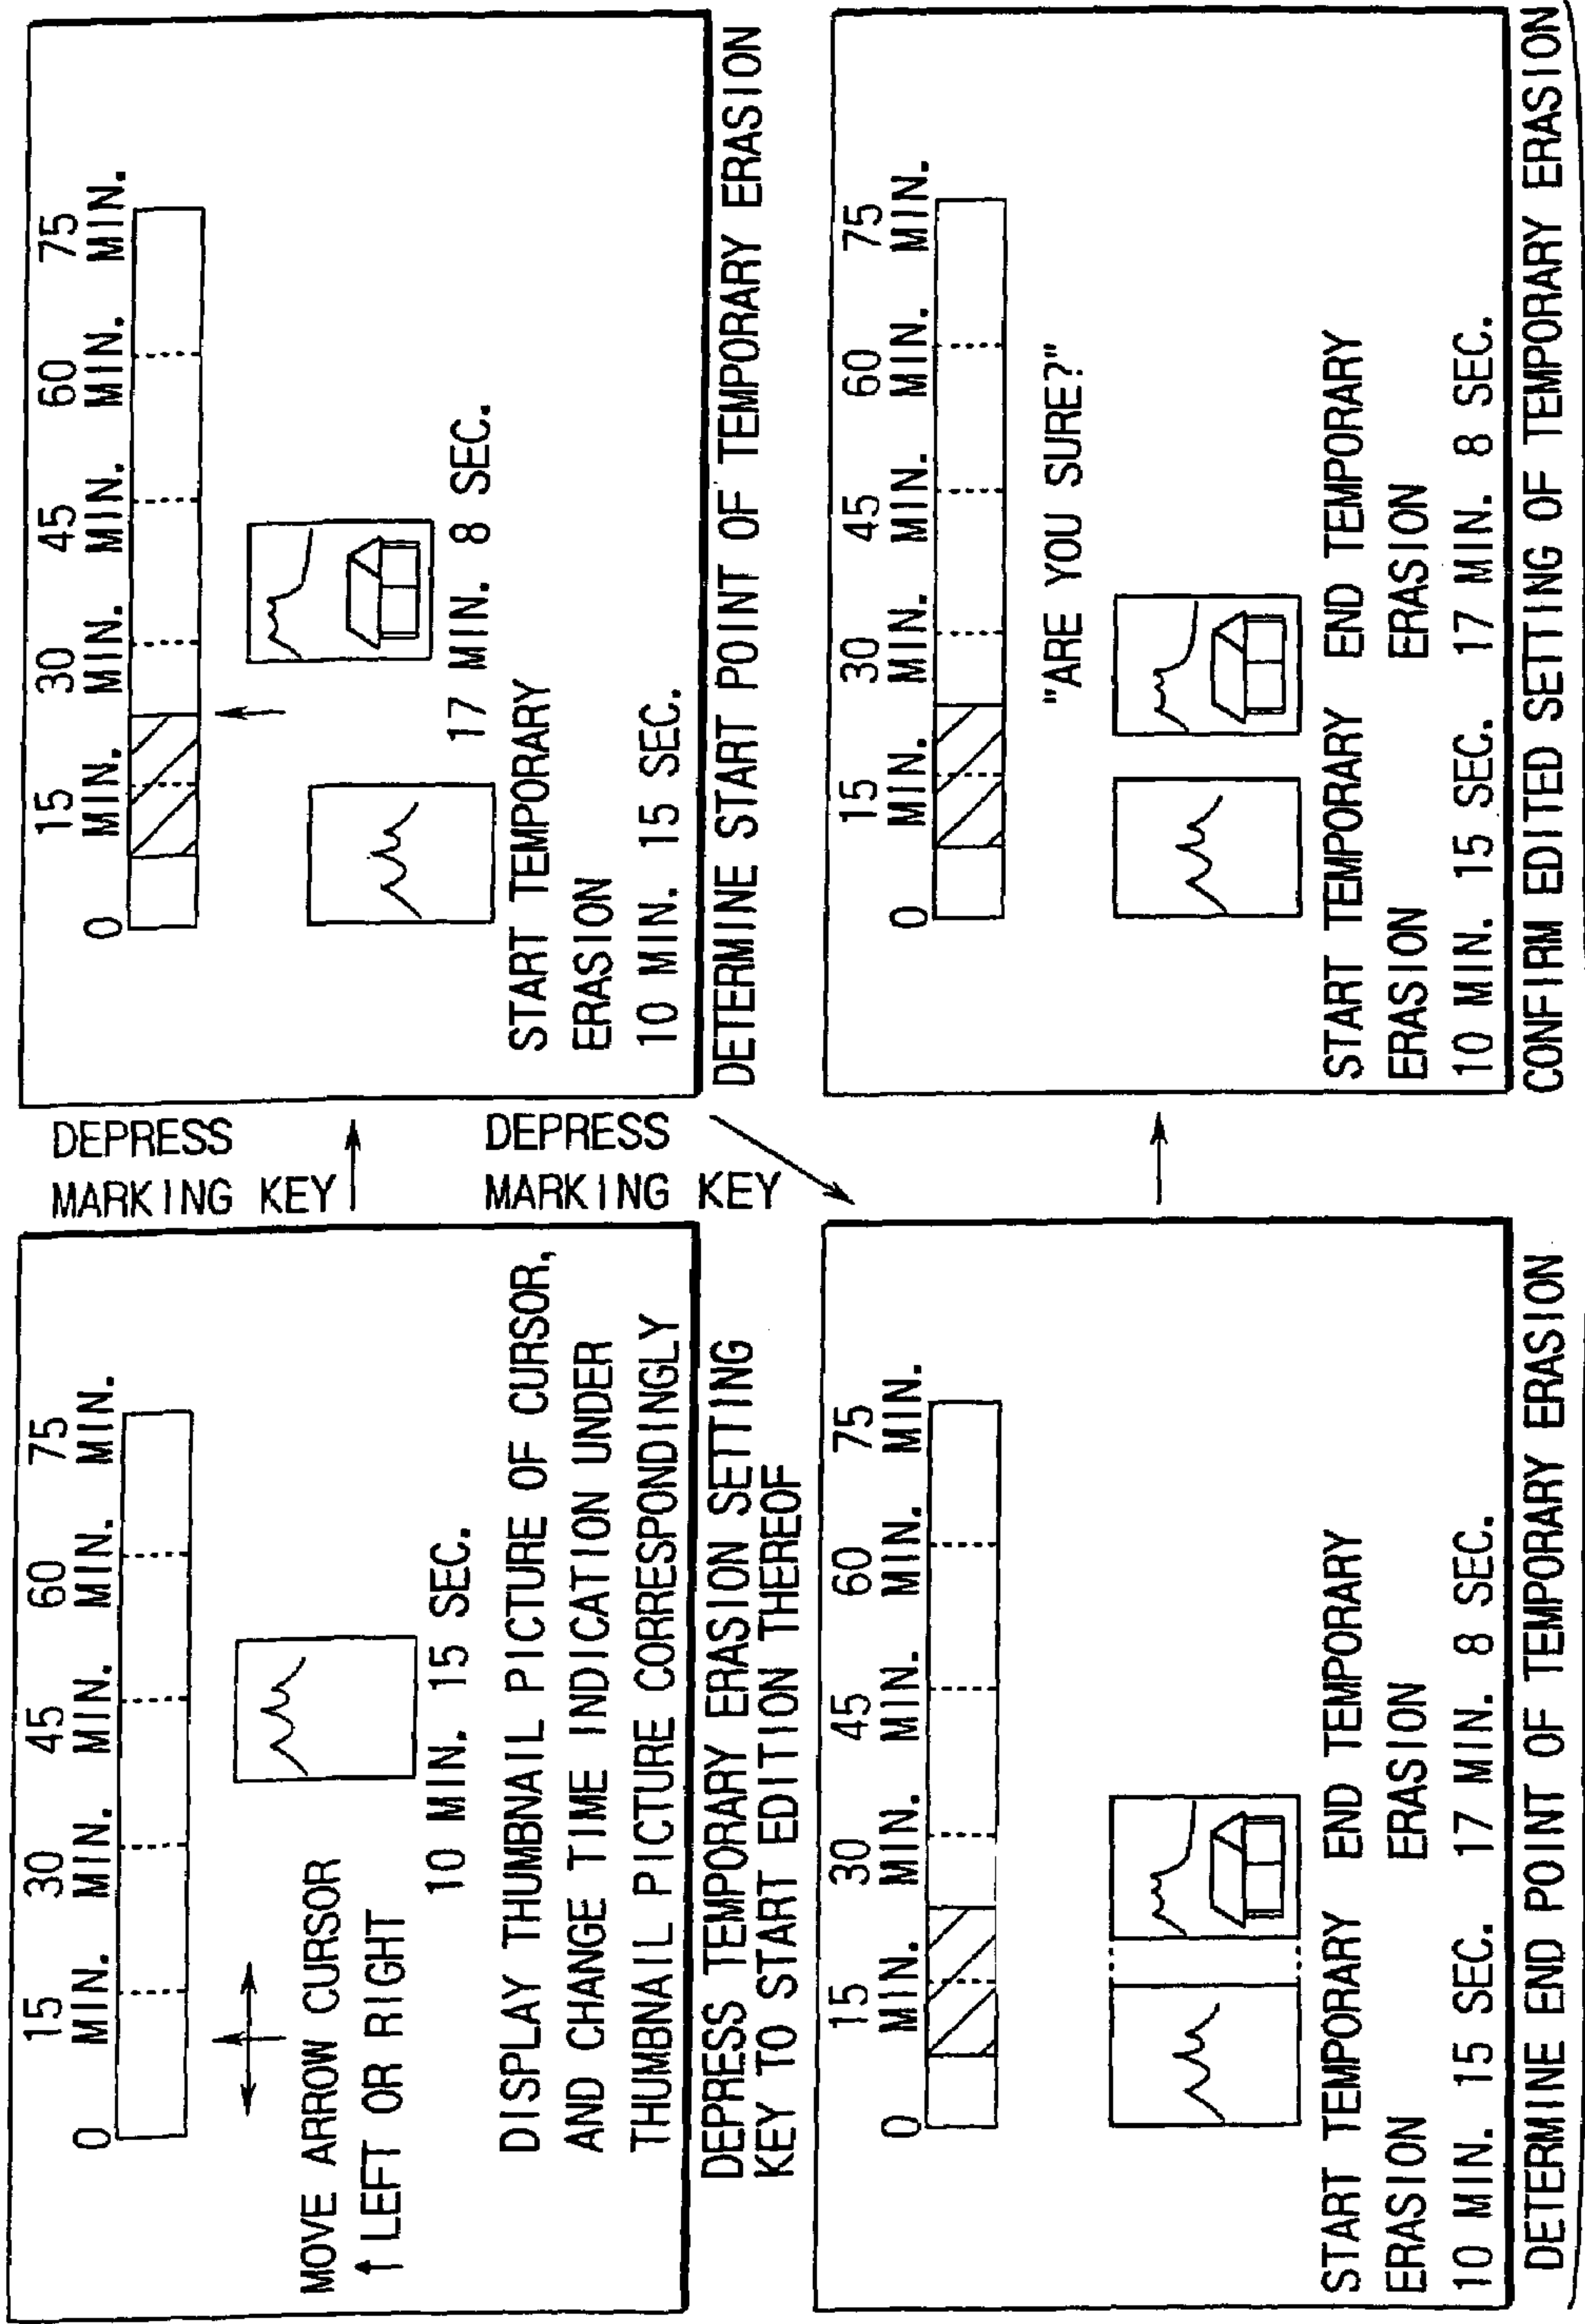 0 15 30 45 60 75
MIN. MIN. MIN. MIN. MIN.
MOVE ARROW CURSOR
↑ LEFT OR RIGHT
10 MIN. 15 SEC.
DISPLAY THUMBNAIL PICTURE OF CURSOR,
AND CHANGE TIME INDICATION UNDER
THUMBNAIL PICTURE CORRESPONDINGLY
DEPRESS TEMPORARY ERASION SETTING
KEY TO START EDITION THEREOF
DEPRESS
MARKING KEY
0 15 30 45 60 75
MIN. MIN. MIN. MIN. MIN.
17 MIN. 8 SEC.
START TEMPORARY
ERASION
10 MIN. 15 SEC.
DETERMINE START POINT OF TEMPORARY ERASION
DEPRESS
MARKING KEY
0 15 30 45 60 75
MIN. MIN. MIN. MIN. MIN.
START TEMPORARY END TEMPORARY
ERASION ERASION
10 MIN. 15 SEC. 17 MIN. 8 SEC.
DETERMINE END POINT OF TEMPORARY ERASION
0 15 30 45 60 75
MIN. MIN. MIN. MIN. MIN.
"ARE YOU SURE?"
START TEMPORARY END TEMPORARY
ERASION ERASION
10 MIN. 15 SEC. 17 MIN. 8 SEC.
CONFIRM EDITED SETTING OF TEMPORARY ERASION